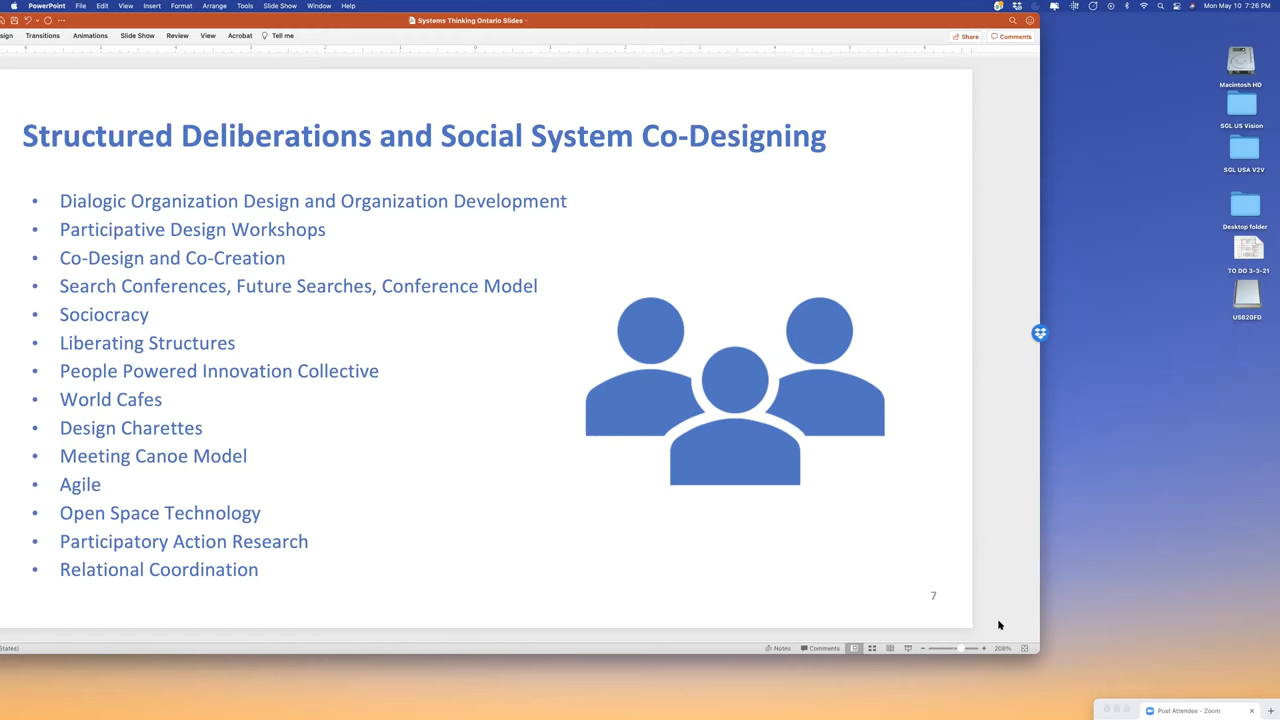 PowerPoint File Edit View Insert Format Arrange Tools Slide Show Window Help Mon May 10 7:26 PM
Systems Thinking Ontario Slides
sign Transitions Animations Slide Show Review View Acrobat Tell me Share Comments
Structured Deliberations and Social System Co-Designing
• Dialogic Organization Design and Organization Development
• Participative Design Workshops
• Co-Design and Co-Creation
• Search Conferences, Future Searches, Conference Model
• Sociocracy
• Liberating Structures
• People Powered Innovation Collective
• World Cafes
• Design Charettes
• Meeting Canoe Model
• Agile
• Open Space Technology
• Participatory Action Research
• Relational Coordination
7
States) Notes Comments 208%
Macintosh HD
SGL US Vision
SGL USA V2V
Desktop folder
TO DO 3-3-21
USB20FD
Post Attendee - Zoom